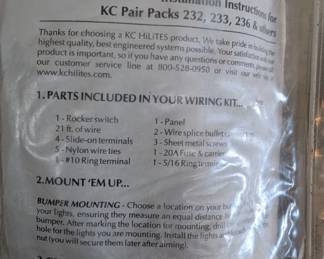 Installation Instructions for
KC Pair Packs 232, 233, 236 & others
Thanks for choosing a KC HiLITES product. We take pride in building the
highest quality, best engineered systems possible. Your satisfaction with
product is important, so if you have any questions or comments, please call
our customer service line at 800-528-0950 or visit our web site
www.kchilites.com.
1. PARTS INCLUDED IN YOUR WIRING KIT...
1 - Rocker switch
21 ft. of wire
4 - Slide-on terminals
5 - Nylon wire ties
1 - #10 Ring terminal
1 - Panel
2 - Wire splice bullet
3 - Sheet metal screws
1 - 20A Fuse & carrier
1 - 5/16 Ring terminal
2. MOUNT 'EM UP...
BUMPER MOUNTING - Choose a location on your
your lights, ensuring they measure an equal distance
bumper. After marking the location for mounting, drill
hole for the lights you are mounting. Install the lights
nut (you will secure them later after aiming).